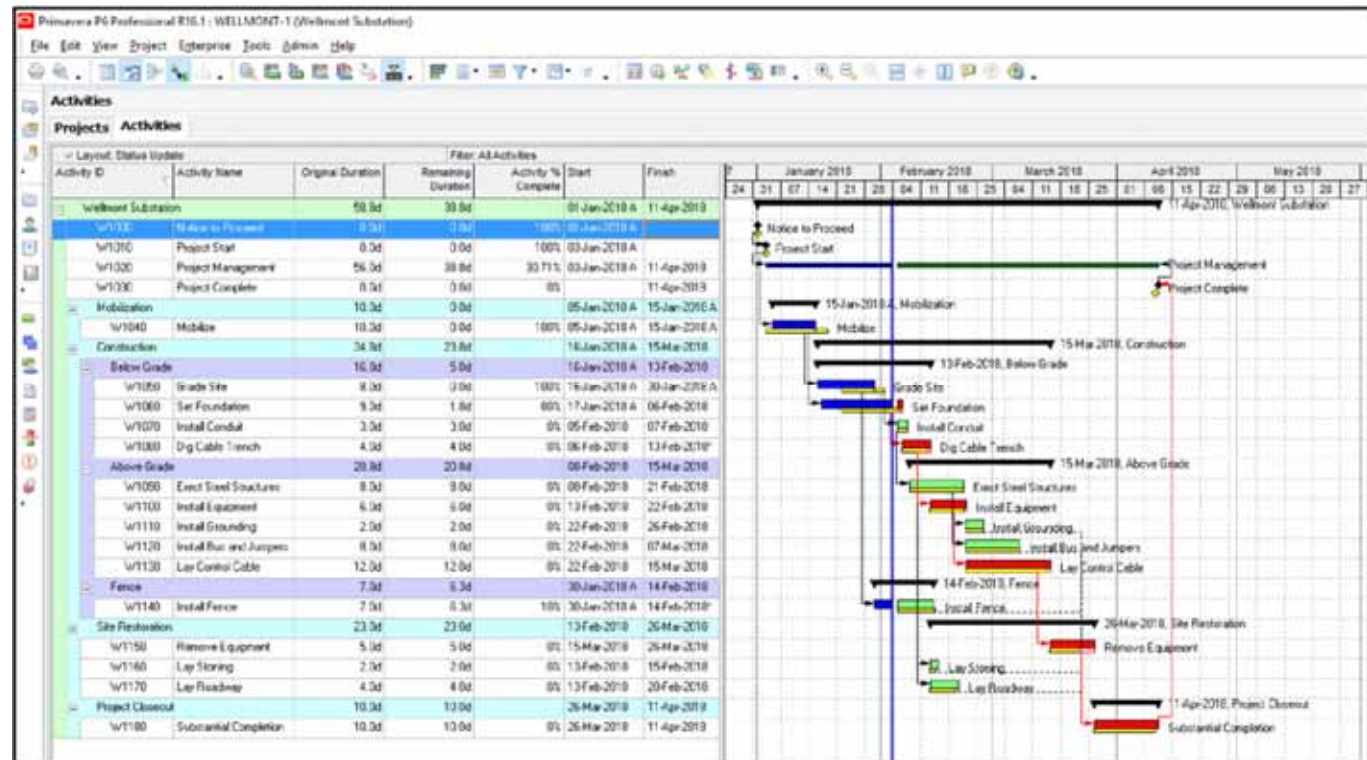 Primavera P6 Professional R16.1 : WELLMONT-1 (Wellmont Substation)
File Edit View Project Enterprise Tools Admin Help
Activities
Projects Activities
Layout: Status Update Filter: All Activities
Activity ID Activity Name Original Duration Remaining Duration Activity % Complete Start Finish
January 2018 February 2018 March 2018 April 2018 May 2018
24 31 07 14 21 28 04 11 18 25 04 11 18 25 01 08 15 22 29 06 13 20 27
Wellmont Substation 01-Jan-2018 A 11-Apr-2018
W1000 Notice to Proceed 0.0d 0.0d 100% 01-Jan-2018 A
W1010 Project Start 0.0d 0.0d 100% 03-Jan-2018 A
W1020 Project Management 56.0d 03-Jan-2018 A 11-Apr-2018
W1030 Project Complete 0.0d 0.0d 0% 11-Apr-2018
Mobilization 10.0d 0.0d 05-Jan-2018 A 15-Jan-2018 A
W1040 Mobilize 10.0d 0.0d 100% 05-Jan-2018 A 15-Jan-2018 A
Construction 16-Jan-2018 A 15-Mar-2018
Below Grade 5.0d 16-Jan-2018 A 13-Feb-2018
W1050 Grade Site 8.0d 0.0d 100% 16-Jan-2018 A 30-Jan-2018 A
W1060 Set Foundation 9.0d 17-Jan-2018 A 06-Feb-2018
W1070 Install Conduit 3.0d 3.0d 0% 05-Feb-2018 07-Feb-2018
W1080 Dig Cable Trench 4.0d 4.0d 0% 06-Feb-2018 13-Feb-2018*
Above Grade 08-Feb-2018 15-Mar-2018
W1090 Erect Steel Structures 8.0d 8.0d 0% 08-Feb-2018 21-Feb-2018
W1100 Install Equipment 6.0d 6.0d 0% 13-Feb-2018 22-Feb-2018
W1110 Install Grounding 2.0d 2.0d 0% 22-Feb-2018 26-Feb-2018
W1120 Install Bus and Jumpers 8.0d 8.0d 0% 22-Feb-2018 07-Mar-2018
W1130 Lay Control Cable 12.0d 12.0d 0% 22-Feb-2018 15-Mar-2018
Fence 7.0d 6.3d 30-Jan-2018 A 14-Feb-2018
W1140 Install Fence 7.0d 6.3d 10% 30-Jan-2018 A 14-Feb-2018*
Site Restoration 23.0d 23.0d 13-Feb-2018 26-Mar-2018
W1150 Remove Equipment 5.0d 5.0d 0% 15-Mar-2018 26-Mar-2018
W1160 Lay Stoning 2.0d 2.0d 0% 13-Feb-2018 15-Feb-2018
W1170 Lay Roadway 4.0d 4.0d 0% 13-Feb-2018 20-Feb-2018
Project Closeout 10.0d 10.0d 26-Mar-2018 11-Apr-2018
W1180 Substantial Completion 10.0d 10.0d 0% 26-Mar-2018 11-Apr-2018
11-Apr-2018, Wellmont Substation
Notice to Proceed
Project Start
Project Management
Project Complete
15-Jan-2018 A, Mobilization
Mobilize
15-Mar-2018, Construction
13-Feb-2018, Below Grade
Grade Site
Set Foundation
Install Conduit
Dig Cable Trench
15-Mar-2018, Above Grade
Erect Steel Structures
Install Equipment
Install Grounding
Install Bus and Jumpers
Lay Control Cable
14-Feb-2018, Fence
Install Fence
26-Mar-2018, Site Restoration
Remove Equipment
Lay Stoning
Lay Roadway
11-Apr-2018, Project Closeout
Substantial Completion